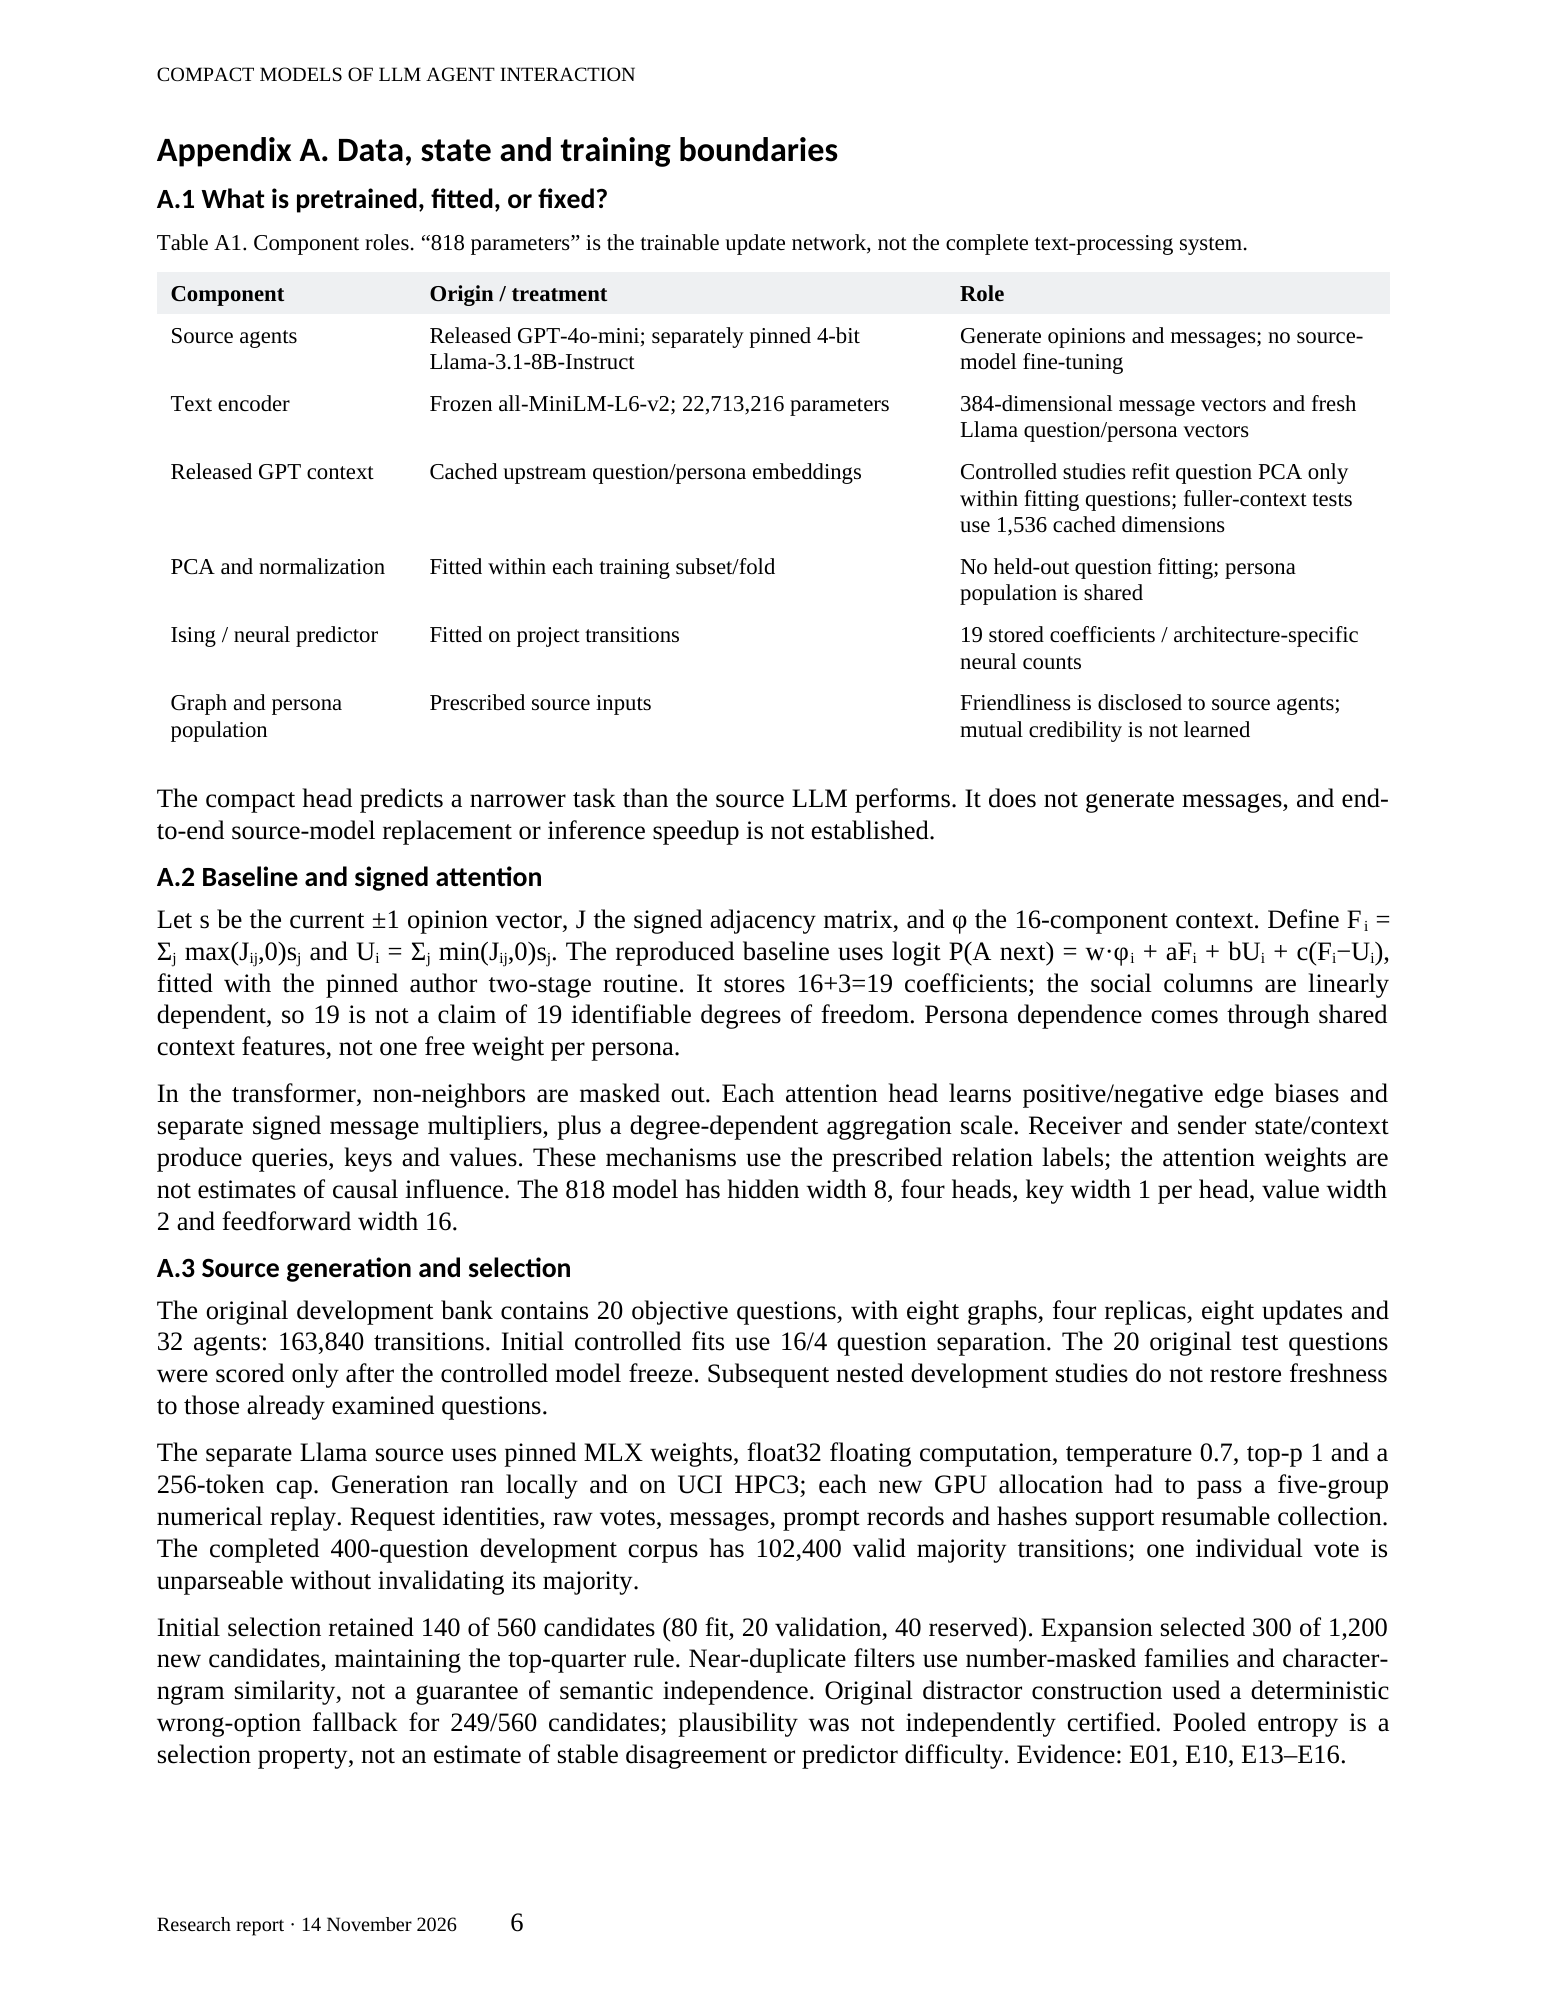 COMPACT MODELS OF LLM AGENT INTERACTION
Appendix A. Data, state and training boundaries
A.1 What is pretrained, fitted, or fixed?
Table A1. Component roles. “818 parameters” is the trainable update network, not the complete text-processing system.
Component Origin / treatment Role
Source agents Released GPT-4o-mini; separately pinned 4-bit Generate opinions and messages; no source-
Llama-3.1-8B-Instruct model fine-tuning
Text encoder Frozen all-MiniLM-L6-v2; 22,713,216 parameters 384-dimensional message vectors and fresh
Llama question/persona vectors
Released GPT context Cached upstream question/persona embeddings Controlled studies refit question PCA only
within fitting questions; fuller-context tests
use 1,536 cached dimensions
PCA and normalization Fitted within each training subset/fold No held-out question fitting; persona
population is shared
Ising / neural predictor Fitted on project transitions 19 stored coefficients / architecture-specific
neural counts
Graph and persona Prescribed source inputs Friendliness is disclosed to source agents;
population mutual credibility is not learned
The compact head predicts a narrower task than the source LLM performs. It does not generate messages, and end-
to-end source-model replacement or inference speedup is not established.
A.2 Baseline and signed attention
Let s be the current ±1 opinion vector, J the signed adjacency matrix, and φ the 16-component context. Define Fᵢ =
Σⱼ max(Jᵢⱼ,0)sⱼ and Uᵢ = Σⱼ min(Jᵢⱼ,0)sⱼ. The reproduced baseline uses logit P(A next) = w·φᵢ + aFᵢ + bUᵢ + c(Fᵢ−Uᵢ),
fitted with the pinned author two-stage routine. It stores 16+3=19 coefficients; the social columns are linearly
dependent, so 19 is not a claim of 19 identifiable degrees of freedom. Persona dependence comes through shared
context features, not one free weight per persona.
In the transformer, non-neighbors are masked out. Each attention head learns positive/negative edge biases and
separate signed message multipliers, plus a degree-dependent aggregation scale. Receiver and sender state/context
produce queries, keys and values. These mechanisms use the prescribed relation labels; the attention weights are
not estimates of causal influence. The 818 model has hidden width 8, four heads, key width 1 per head, value width
2 and feedforward width 16.
A.3 Source generation and selection
The original development bank contains 20 objective questions, with eight graphs, four replicas, eight updates and
32 agents: 163,840 transitions. Initial controlled fits use 16/4 question separation. The 20 original test questions
were scored only after the controlled model freeze. Subsequent nested development studies do not restore freshness
to those already examined questions.
The separate Llama source uses pinned MLX weights, float32 floating computation, temperature 0.7, top-p 1 and a
256-token cap. Generation ran locally and on UCI HPC3; each new GPU allocation had to pass a five-group
numerical replay. Request identities, raw votes, messages, prompt records and hashes support resumable collection.
The completed 400-question development corpus has 102,400 valid majority transitions; one individual vote is
unparseable without invalidating its majority.
Initial selection retained 140 of 560 candidates (80 fit, 20 validation, 40 reserved). Expansion selected 300 of 1,200
new candidates, maintaining the top-quarter rule. Near-duplicate filters use number-masked families and character-
ngram similarity, not a guarantee of semantic independence. Original distractor construction used a deterministic
wrong-option fallback for 249/560 candidates; plausibility was not independently certified. Pooled entropy is a
selection property, not an estimate of stable disagreement or predictor difficulty. Evidence: E01, E10, E13–E16.
Research report · 14 November 2026 6